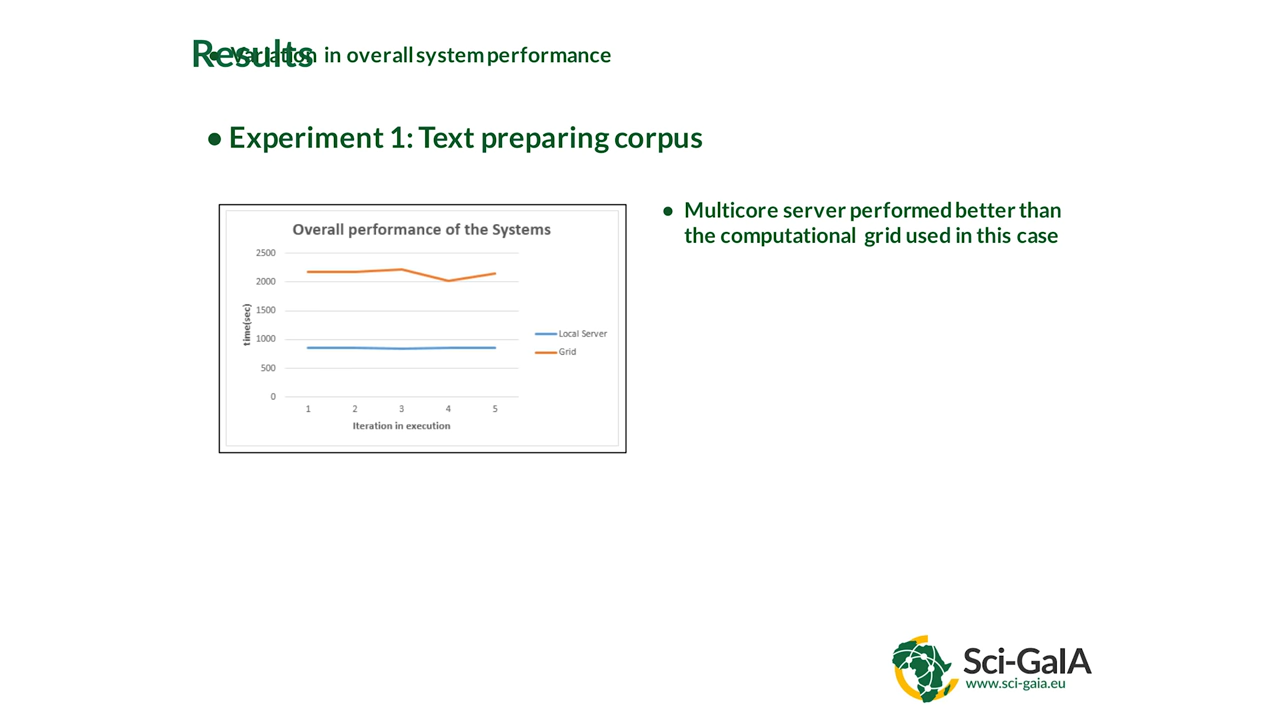 Results
● Variation in overall system performance
● Experiment 1: Text preparing corpus
Overall performance of the Systems
2500
2000
1500
1000
500
0
time(sec)
1 2 3 4 5
Iteration in execution
Local Server
Grid
● Multicore server performed better than
the computational grid used in this case
Sci-GaIA
www.sci-gaia.eu